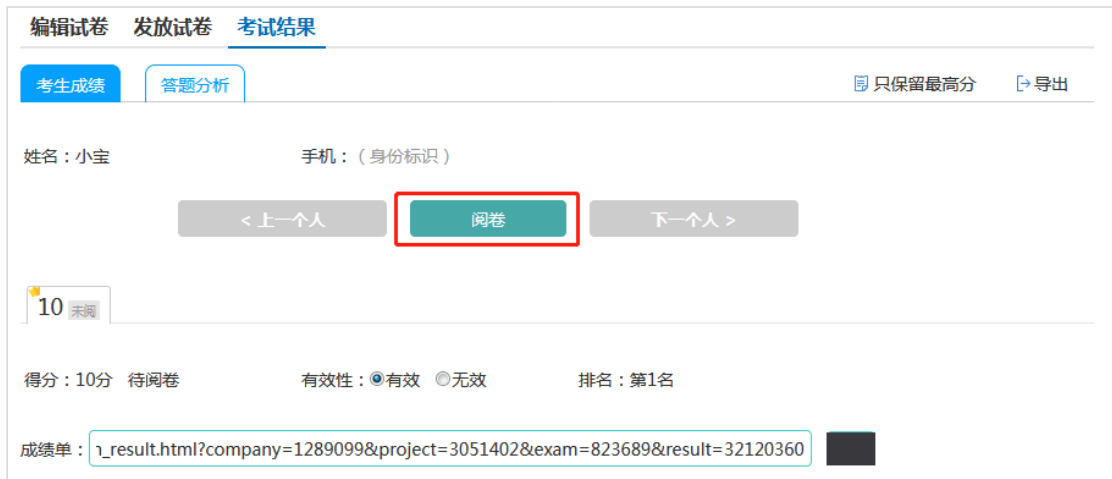 编辑试卷 发放试卷 考试结果
考生成绩 答题分析 只保留最高分 导出
姓名：小宝 手机：（身份标识）
< 上一个人 阅卷 下一个人 >
10 未阅
得分：10分 待阅卷 有效性：有效 无效 排名：第1名
成绩单：_result.html?company=1289099&project=3051402&exam=823689&result=32120360